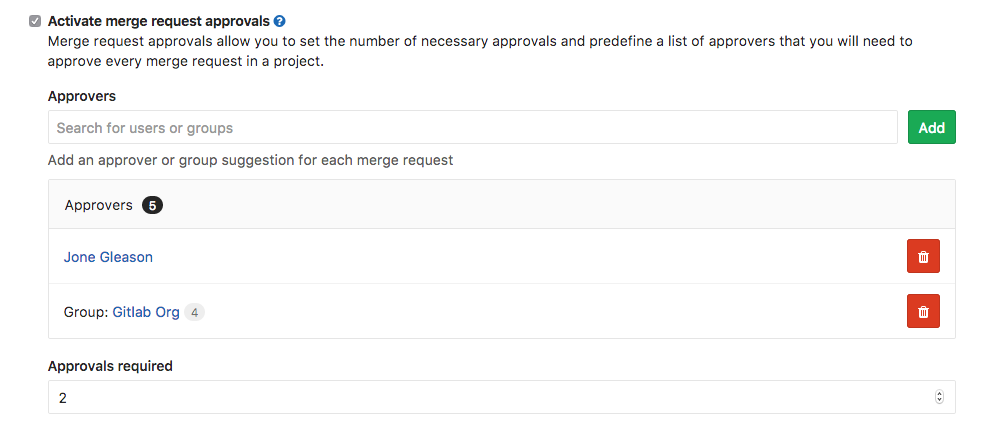 Activate merge request approvals ?
Merge request approvals allow you to set the number of necessary approvals and predefine a list of approvers that you will need to
approve every merge request in a project.
Approvers
Search for users or groups
Add
Add an approver or group suggestion for each merge request
Approvers 5
Jone Gleason
Group: Gitlab Org 4
Approvals required
2